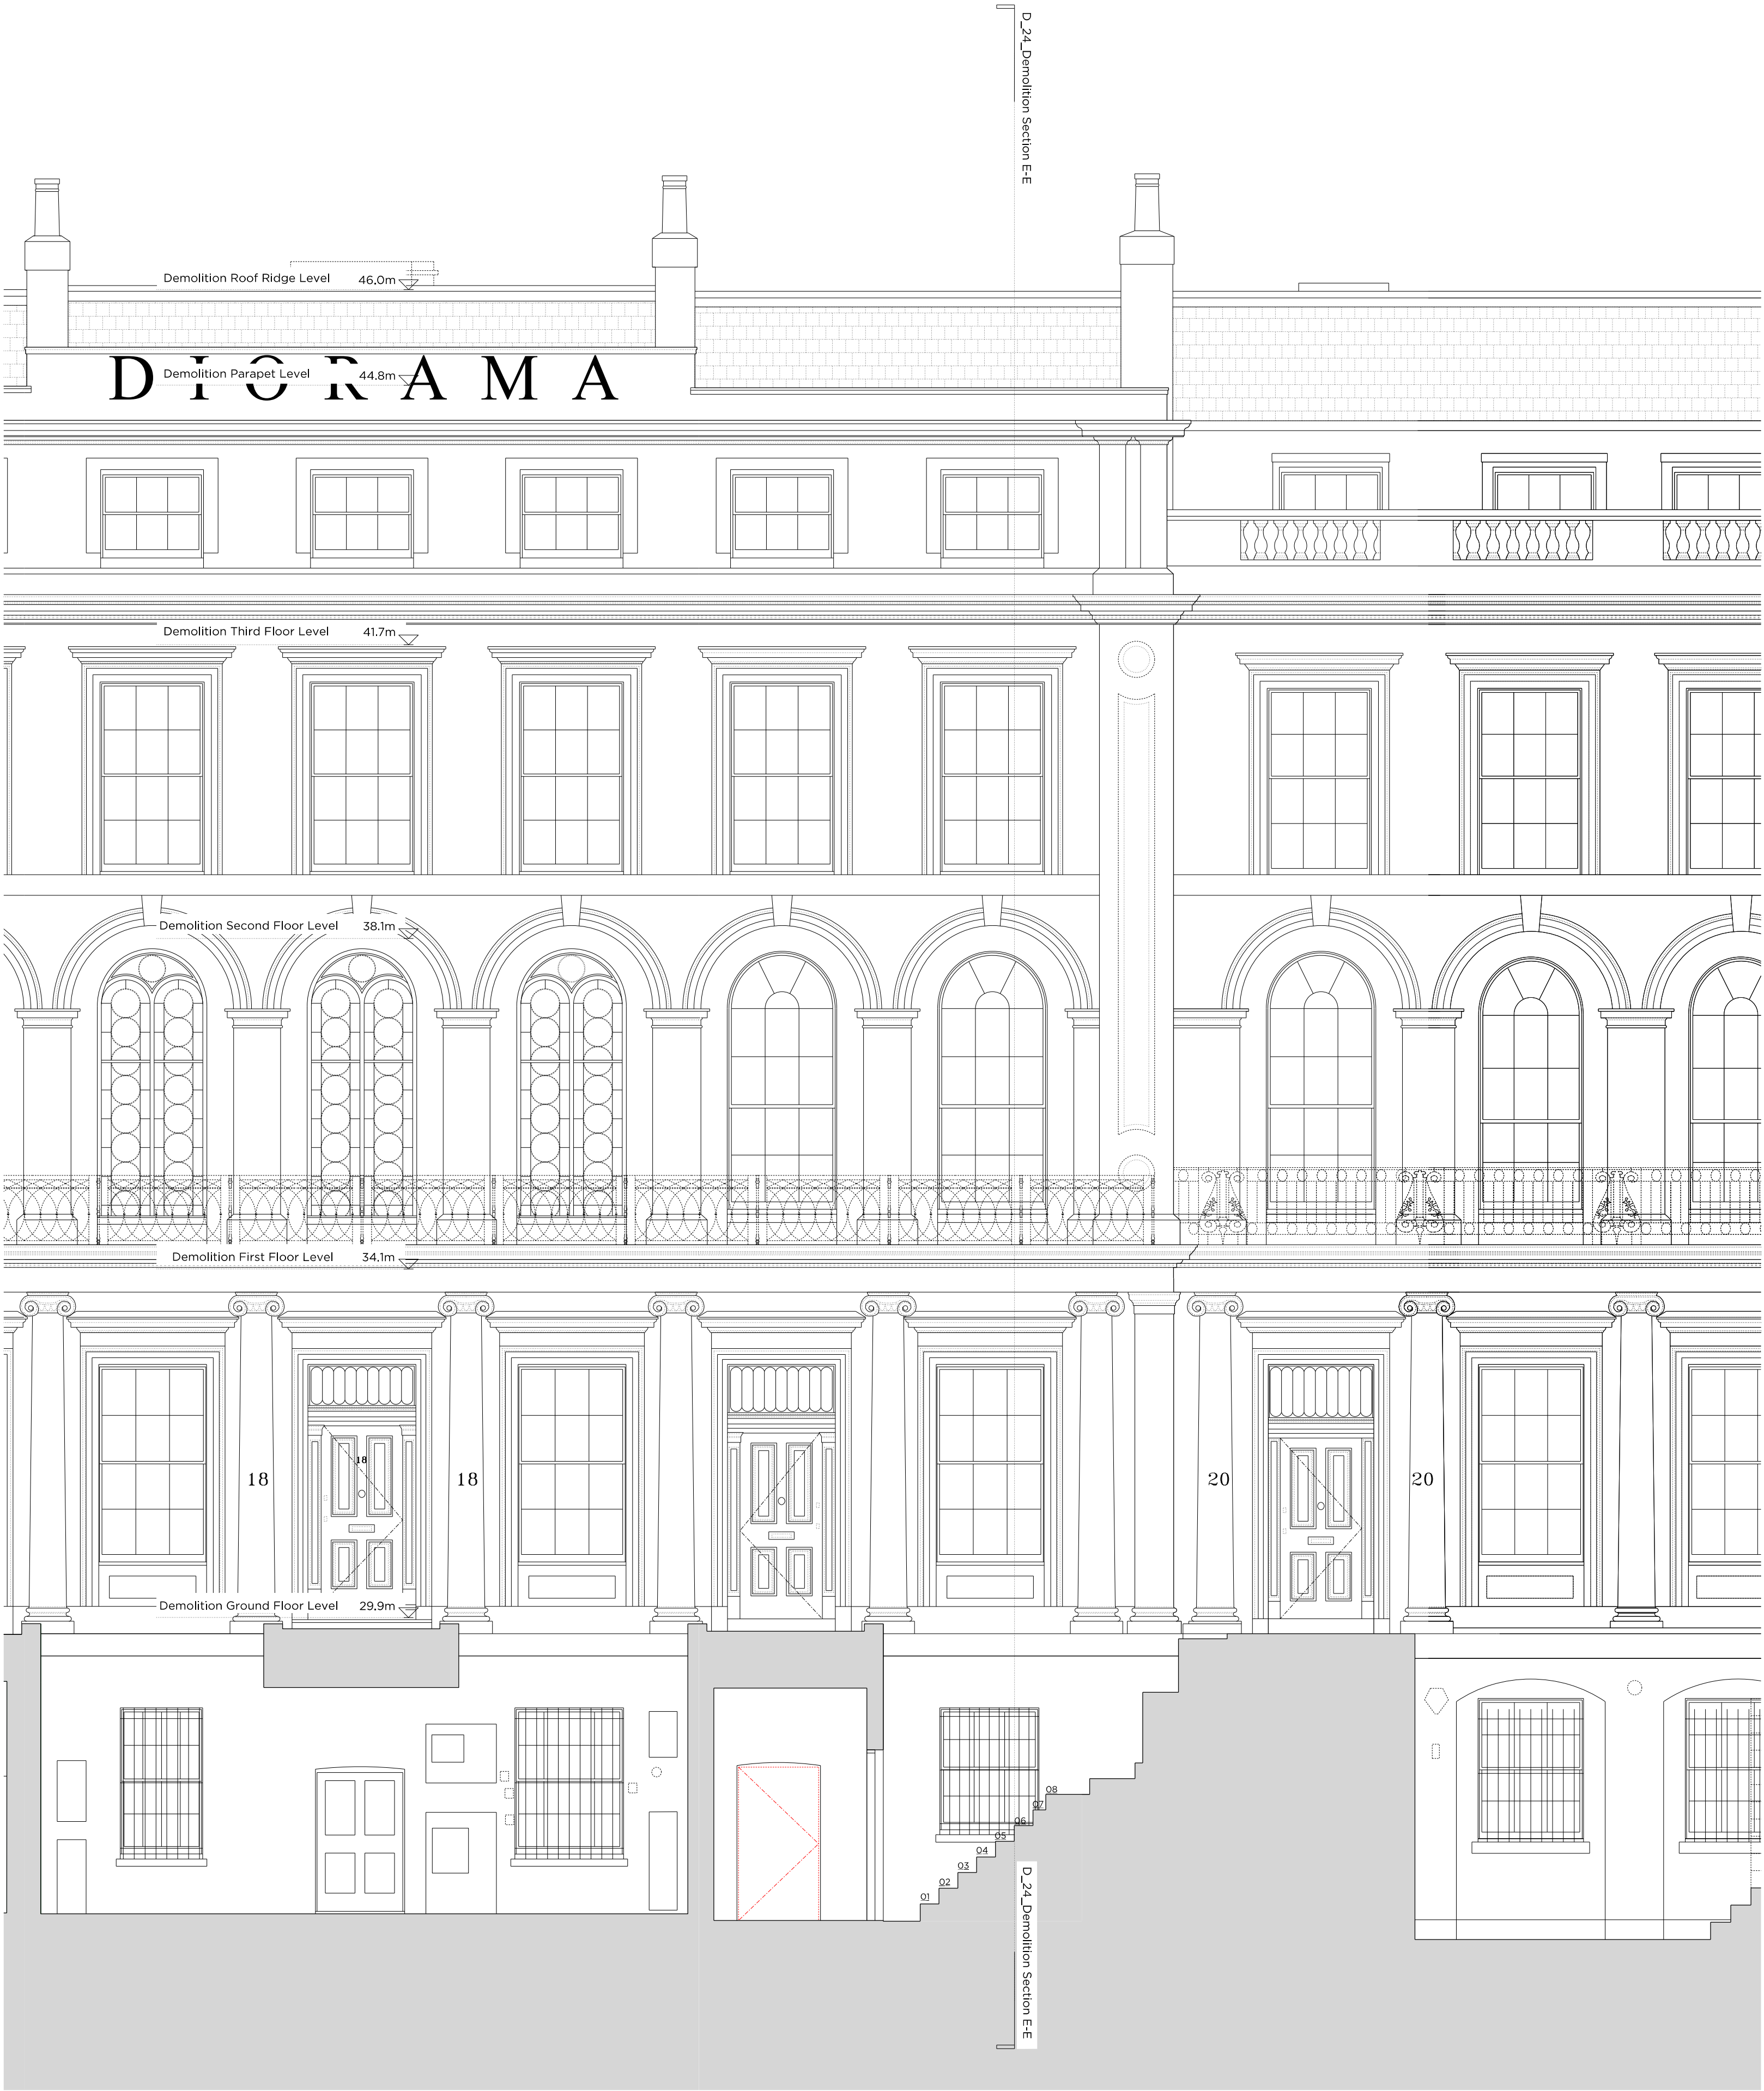 D_24_Demolition Section E-E
Demolition Roof Ridge Level 46.0m
DIORAMA
Demolition Parapet Level 44.8m
Demolition Third Floor Level 41.7m
Demolition Second Floor Level 38.1m
Demolition First Floor Level 34.1m
18
18 18 20 20
Demolition Ground Floor Level 29.9m
08
07
06
05
04
03
02
01
D_24_Demolition Section E-E